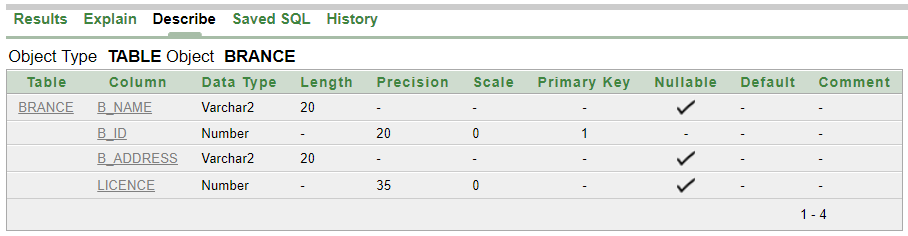 Results Explain Describe Saved SQL History
Object Type TABLE Object BRANCE
Table Column Data Type Length Precision Scale Primary Key Nullable Default Comment
BRANCE B_NAME Varchar2 20 - - - ✓ - -
B_ID Number - 20 0 1 - - -
B_ADDRESS Varchar2 20 - - - ✓ - -
LICENCE Number - 35 0 - ✓ - -
1 - 4